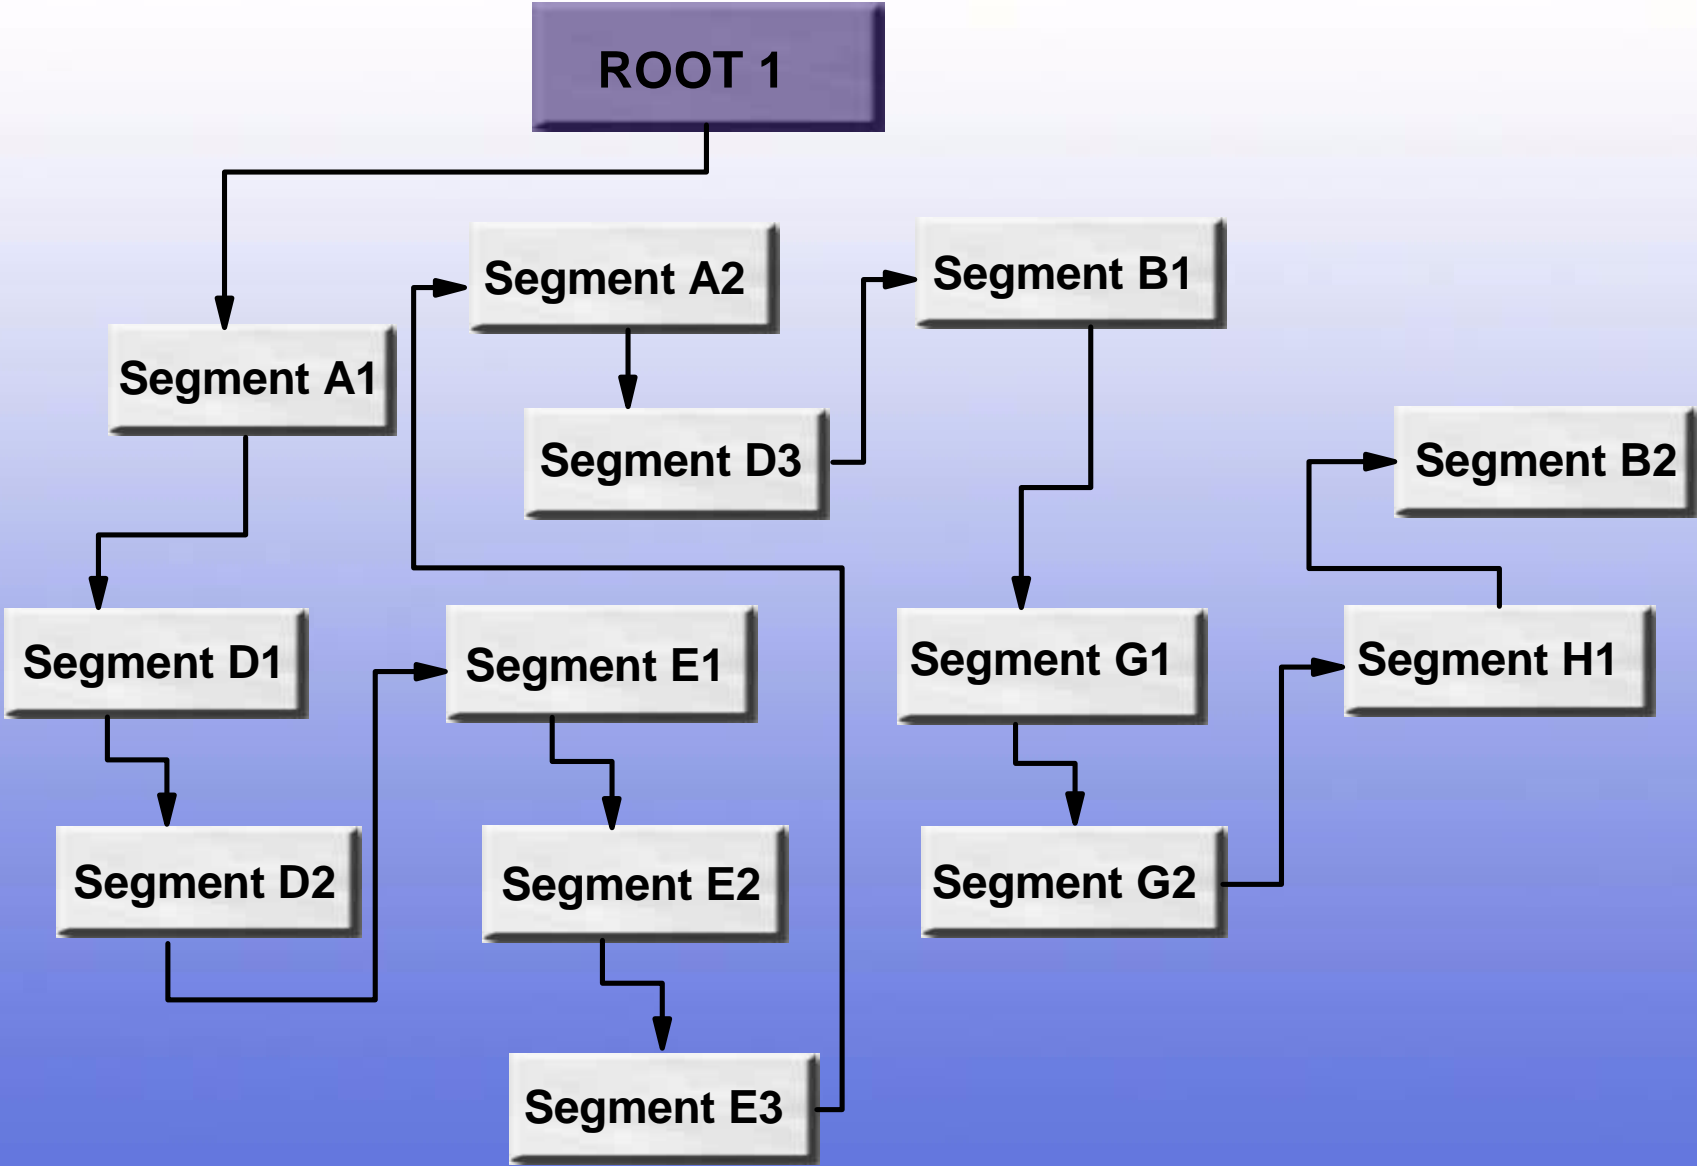 ROOT 1
Segment A2
Segment B1
Segment A1
Segment D3
Segment B2
Segment D1
Segment E1
Segment G1
Segment H1
Segment D2
Segment E2
Segment G2
Segment E3